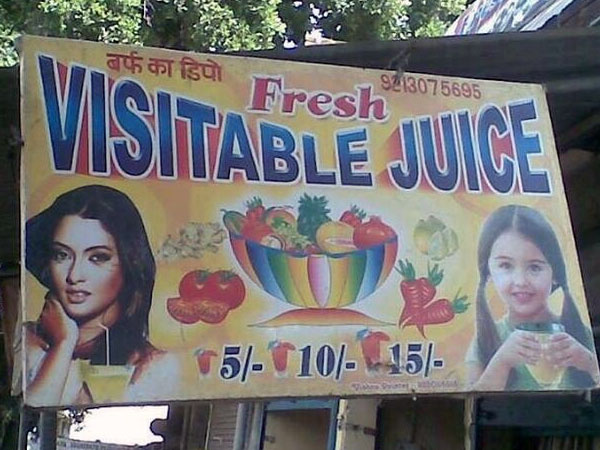 बर्फ का डिपो
9213075695
Fresh
VISITABLE JUICE
5/- 10/- 15/-